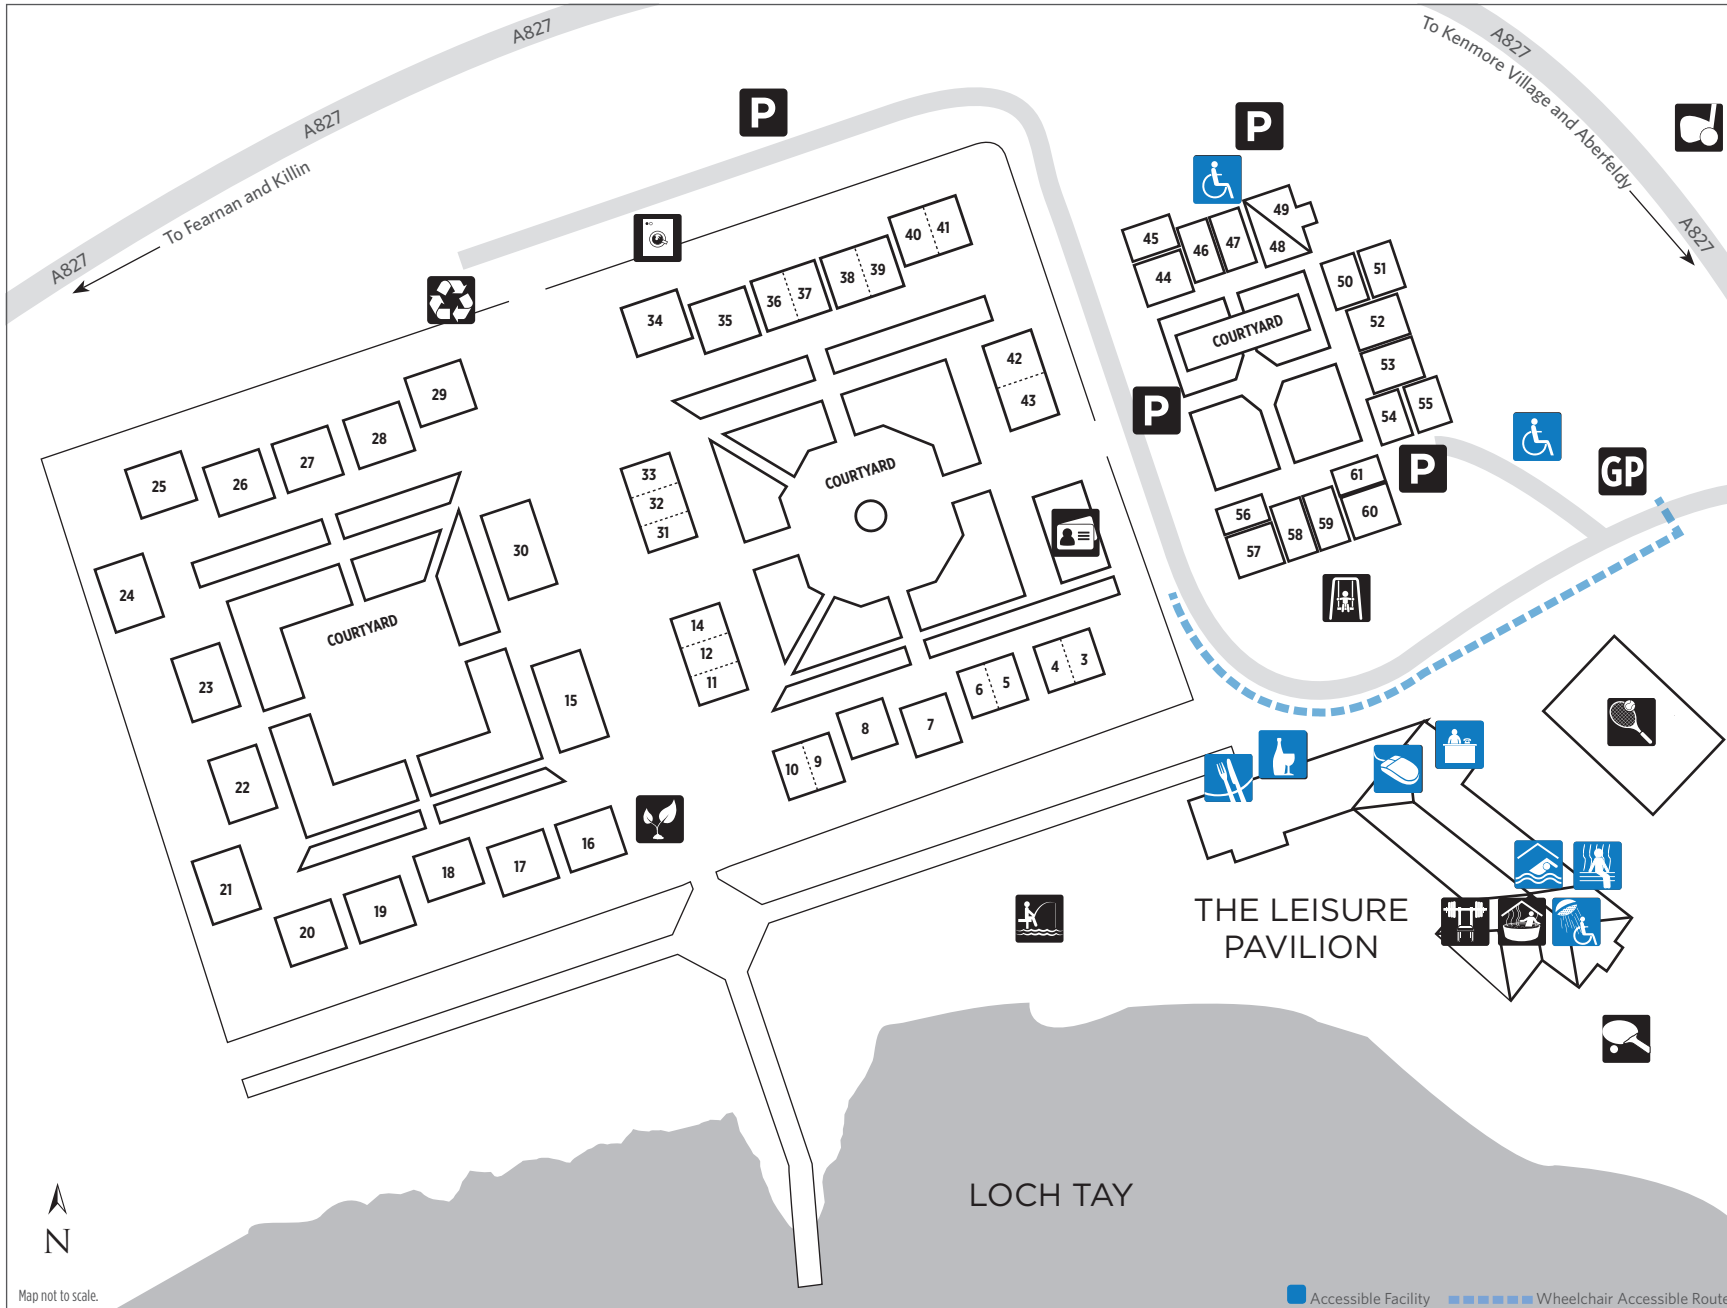 A827
A827
A827
To Fearnan and Killin
A827
To Kenmore Village and Aberfeldy
A827
P
P
P
P
GP
40
41
38
39
36
37
35
34
42
43
33
32
31
COURTYARD
14
12
11
3
4
5
6
7
8
9
10
29
28
27
26
25
24
23
22
21
20
19
18
17
16
15
30
COURTYARD
45
44
46
47
49
48
50
51
52
53
54
55
COURTYARD
56
57
58
59
60
61
THE LEISURE
PAVILION
LOCH TAY
N
Map not to scale.
Accessible Facility
Wheelchair Accessible Route